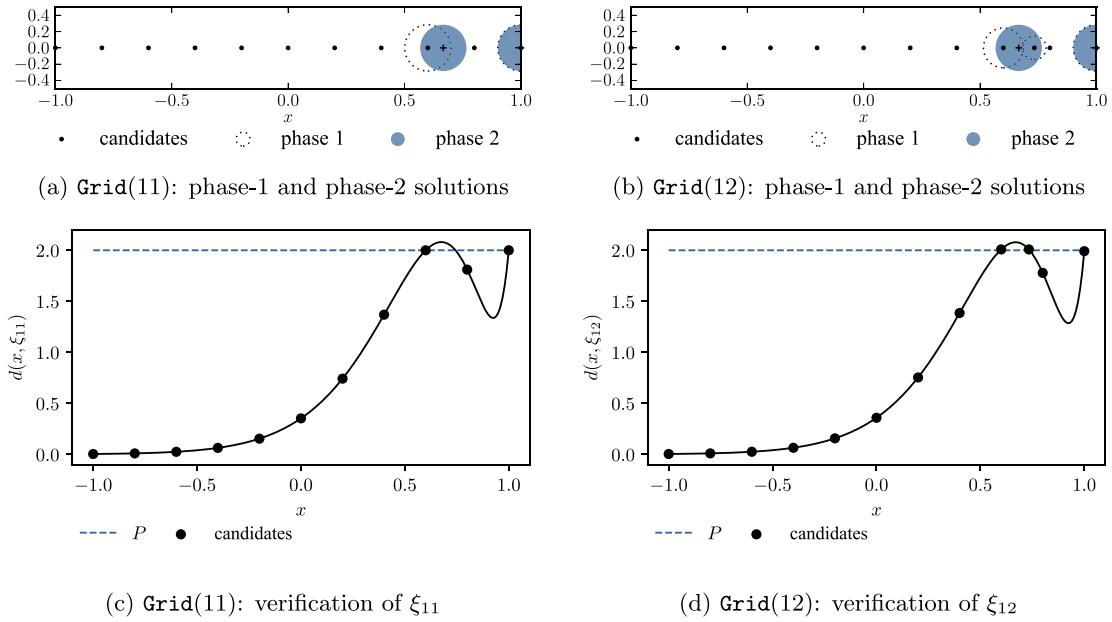 0.4
0.2
0.0
−0.2
−0.4
−1.0 −0.5 0.0 0.5 1.0
x
candidates phase 1 phase 2
(a) Grid(11): phase-1 and phase-2 solutions
0.4
0.2
0.0
−0.2
−0.4
−1.0 −0.5 0.0 0.5 1.0
x
candidates phase 1 phase 2
(b) Grid(12): phase-1 and phase-2 solutions
2.0
1.5
1.0
0.5
0.0
d(x, ξ₁₁)
−1.0 −0.5 0.0 0.5 1.0
x
P candidates
(c) Grid(11): verification of ξ₁₁
2.0
1.5
1.0
0.5
0.0
d(x, ξ₁₂)
−1.0 −0.5 0.0 0.5 1.0
x
P candidates
(d) Grid(12): verification of ξ₁₂